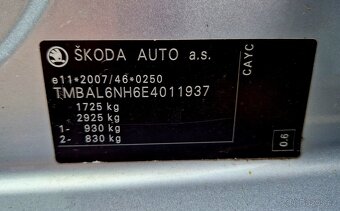 ŠKODA AUTO a.s.
e11*2007/46*0250
TMBAL6NH6E4011937
1725 kg
2925 kg
1- 930 kg
2- 830 kg
CAYC
0.6